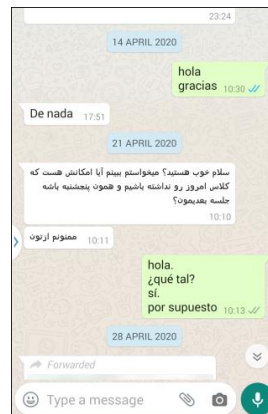 23:24
14 APRIL 2020
hola
gracias 10:30
De nada 17:51
21 APRIL 2020
سلام خوب هستید؟ میخواستم ببینم آیا امکانش هست که
کلاس امروز رو نداشته باشیم و همون پنجشنبه باشه
جلسه بعدیمون؟
10:10
ممنونم ازتون 10:11
hola.
¿qué tal?
sí.
por supuesto 10:13
28 APRIL 2020
Forwarded
Type a message